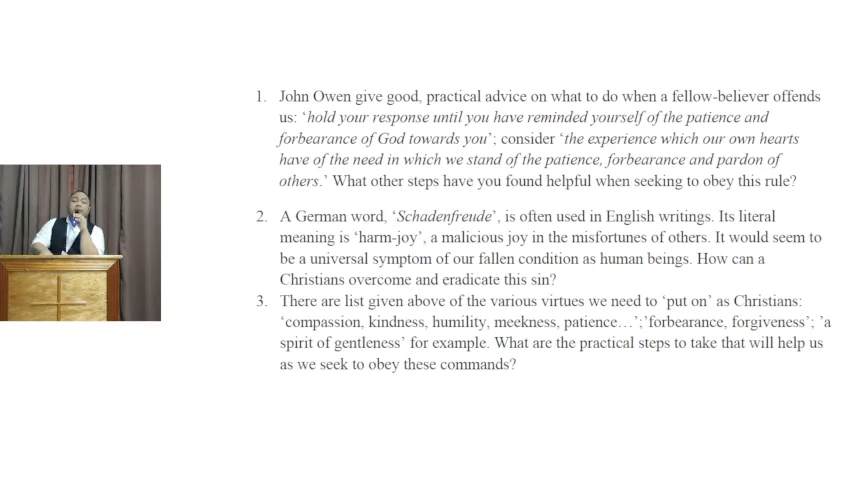 1. John Owen give good, practical advice on what to do when a fellow-believer offends
us: ‘hold your response until you have reminded yourself of the patience and
forbearance of God towards you’; consider ‘the experience which our own hearts
have of the need in which we stand of the patience, forbearance and pardon of
others.’ What other steps have you found helpful when seeking to obey this rule?
2. A German word, ‘Schadenfreude’, is often used in English writings. Its literal
meaning is ‘harm-joy’, a malicious joy in the misfortunes of others. It would seem to
be a universal symptom of our fallen condition as human beings. How can a
Christians overcome and eradicate this sin?
3. There are list given above of the various virtues we need to ‘put on’ as Christians:
‘compassion, kindness, humility, meekness, patience…’;’forbearance, forgiveness’; ’a
spirit of gentleness’ for example. What are the practical steps to take that will help us
as we seek to obey these commands?